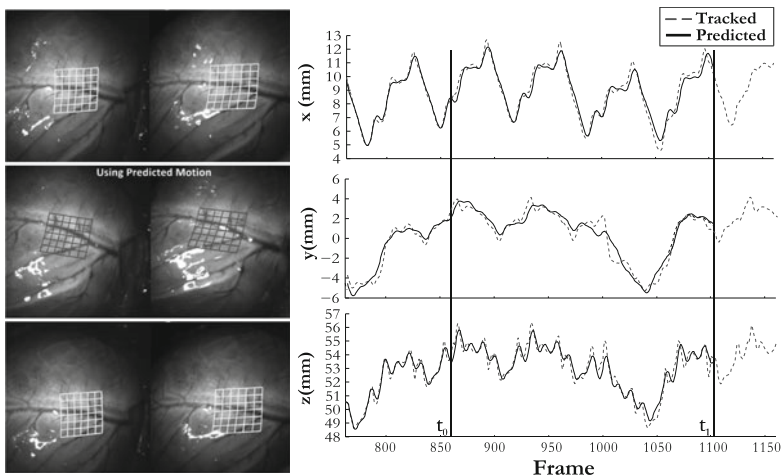 Using Predicted Motion
Tracked
Predicted
x (mm)
13
12
11
10
9
8
7
6
5
4
y(mm)
6
4
2
0
−2
−4
−6
z(mm)
57
56
55
54
53
52
51
50
49
48
t₀
t₁
800 850 900 950 1000 1050 1100 1150
Frame